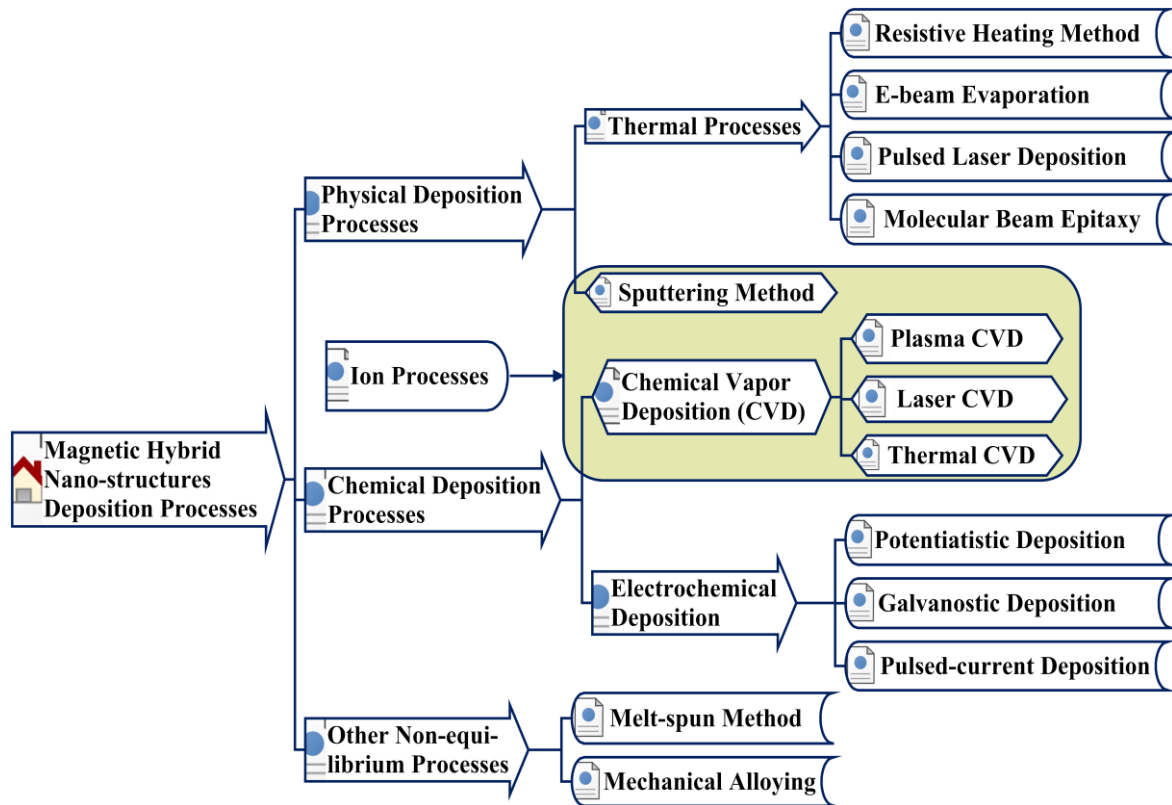 Magnetic Hybrid
Nano-structures
Deposition Processes
Physical Deposition
Processes
Thermal Processes
Resistive Heating Method
E-beam Evaporation
Pulsed Laser Deposition
Molecular Beam Epitaxy
Sputtering Method
Ion Processes
Chemical Deposition
Processes
Chemical Vapor
Deposition (CVD)
Plasma CVD
Laser CVD
Thermal CVD
Electrochemical
Deposition
Potentiatistic Deposition
Galvanostic Deposition
Pulsed-current Deposition
Other Non-equi-
librium Processes
Melt-spun Method
Mechanical Alloying